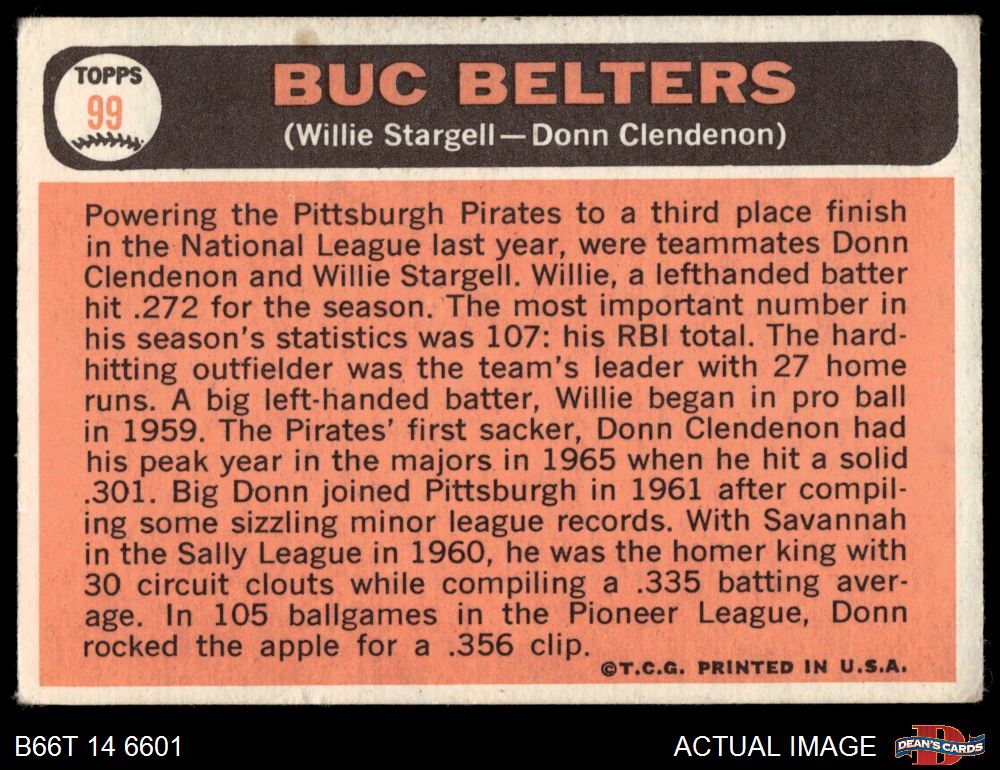 TOPPS
99
BUC BELTERS
(Willie Stargell—Donn Clendenon)
Powering the Pittsburgh Pirates to a third place finish
in the National League last year, were teammates Donn
Clendenon and Willie Stargell. Willie, a lefthanded batter
hit .272 for the season. The most important number in
his season's statistics was 107: his RBI total. The hard-
hitting outfielder was the team's leader with 27 home
runs. A big left-handed batter, Willie began in pro ball
in 1959. The Pirates' first sacker, Donn Clendenon had
his peak year in the majors in 1965 when he hit a solid
.301. Big Donn joined Pittsburgh in 1961 after compil-
ing some sizzling minor league records. With Savannah
in the Sally League in 1960, he was the homer king with
30 circuit clouts while compiling a .335 batting aver-
age. In 105 ballgames in the Pioneer League, Donn
rocked the apple for a .356 clip.
©T.C.G. PRINTED IN U.S.A.
B66T 14 6601
ACTUAL IMAGE
D
DEAN'S CARDS